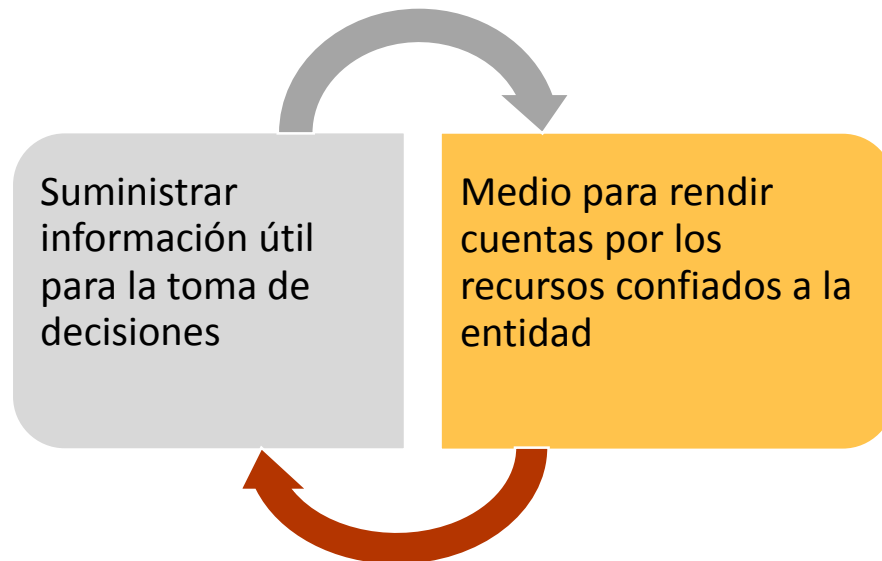 Suministrar
información útil
para la toma de
decisiones
Medio para rendir
cuentas por los
recursos confiados a la
entidad